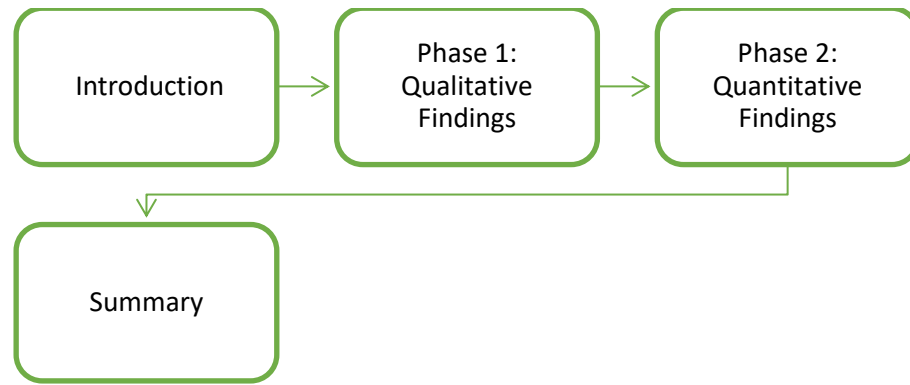 Introduction
Phase 1:
Qualitative
Findings
Phase 2:
Quantitative
Findings
Summary